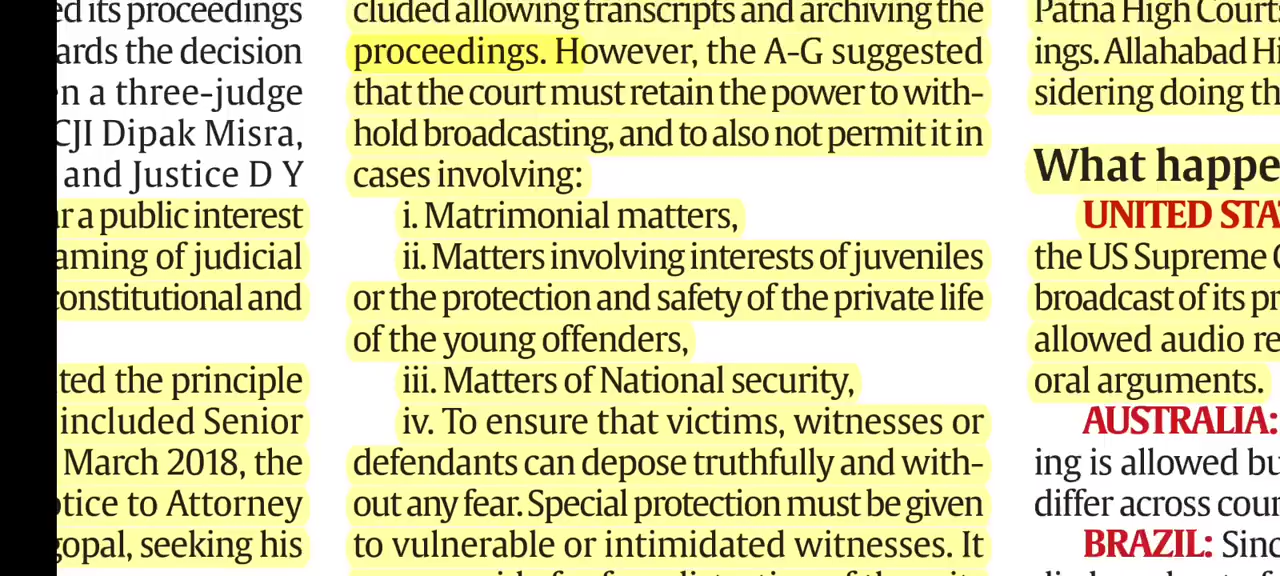 ed its proceedings
ards the decision
n a three-judge
CJI Dipak Misra,
and Justice D Y
r a public interest
aming of judicial
constitutional and
ted the principle
included Senior
March 2018, the
tice to Attorney
gopal, seeking his
cluded allowing transcripts and archiving the
proceedings. However, the A-G suggested
that the court must retain the power to with-
hold broadcasting, and to also not permit it in
cases involving:
i. Matrimonial matters,
ii. Matters involving interests of juveniles
or the protection and safety of the private life
of the young offenders,
iii. Matters of National security,
iv. To ensure that victims, witnesses or
defendants can depose truthfully and with-
out any fear. Special protection must be given
to vulnerable or intimidated witnesses. It
Patna High Court
ings. Allahabad Hi
sidering doing th
What happe
UNITED STA
the US Supreme C
broadcast of its pr
allowed audio re
oral arguments.
AUSTRALIA:
ing is allowed bu
differ across cour
BRAZIL: Sinc